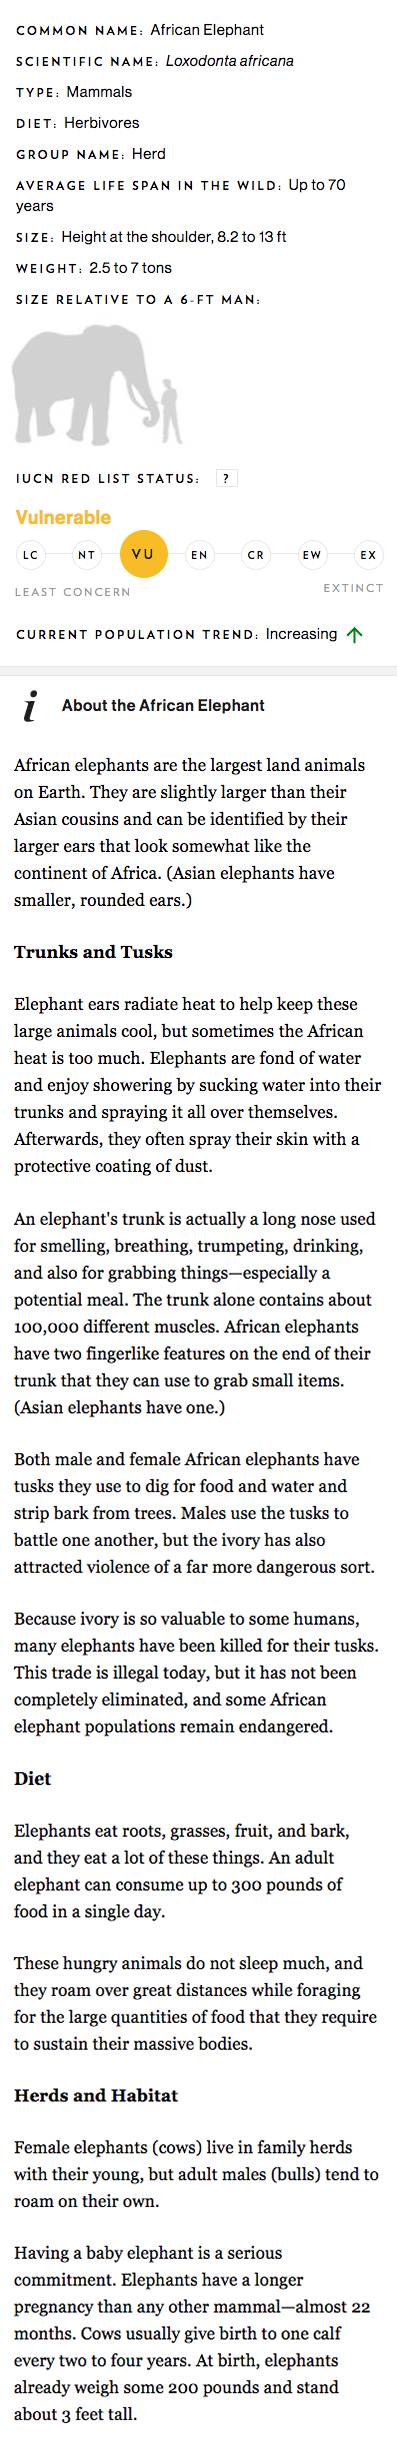 COMMON NAME: African Elephant
SCIENTIFIC NAME: Loxodonta africana
TYPE: Mammals
DIET: Herbivores
GROUP NAME: Herd
AVERAGE LIFE SPAN IN THE WILD: Up to 70
years
SIZE: Height at the shoulder, 8.2 to 13 ft
WEIGHT: 2.5 to 7 tons
SIZE RELATIVE TO A 6-FT MAN:
IUCN RED LIST STATUS: ?
Vulnerable
LC NT VU EN CR EW EX
LEAST CONCERN EXTINCT
CURRENT POPULATION TREND: Increasing
i About the African Elephant
African elephants are the largest land animals
on Earth. They are slightly larger than their
Asian cousins and can be identified by their
larger ears that look somewhat like the
continent of Africa. (Asian elephants have
smaller, rounded ears.)
Trunks and Tusks
Elephant ears radiate heat to help keep these
large animals cool, but sometimes the African
heat is too much. Elephants are fond of water
and enjoy showering by sucking water into their
trunks and spraying it all over themselves.
Afterwards, they often spray their skin with a
protective coating of dust.
An elephant's trunk is actually a long nose used
for smelling, breathing, trumpeting, drinking,
and also for grabbing things—especially a
potential meal. The trunk alone contains about
100,000 different muscles. African elephants
have two fingerlike features on the end of their
trunk that they can use to grab small items.
(Asian elephants have one.)
Both male and female African elephants have
tusks they use to dig for food and water and
strip bark from trees. Males use the tusks to
battle one another, but the ivory has also
attracted violence of a far more dangerous sort.
Because ivory is so valuable to some humans,
many elephants have been killed for their tusks.
This trade is illegal today, but it has not been
completely eliminated, and some African
elephant populations remain endangered.
Diet
Elephants eat roots, grasses, fruit, and bark,
and they eat a lot of these things. An adult
elephant can consume up to 300 pounds of
food in a single day.
These hungry animals do not sleep much, and
they roam over great distances while foraging
for the large quantities of food that they require
to sustain their massive bodies.
Herds and Habitat
Female elephants (cows) live in family herds
with their young, but adult males (bulls) tend to
roam on their own.
Having a baby elephant is a serious
commitment. Elephants have a longer
pregnancy than any other mammal—almost 22
months. Cows usually give birth to one calf
every two to four years. At birth, elephants
already weigh some 200 pounds and stand
about 3 feet tall.